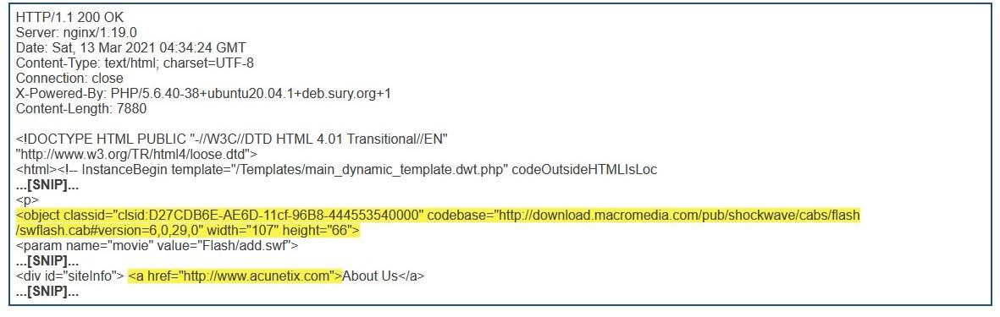 HTTP/1.1 200 OK
Server: nginx/1.19.0
Date: Sat, 13 Mar 2021 04:34:24 GMT
Content-Type: text/html; charset=UTF-8
Connection: close
X-Powered-By: PHP/5.6.40-38+ubuntu20.04.1+deb.sury.org+1
Content-Length: 7880
<!DOCTYPE HTML PUBLIC "-//W3C//DTD HTML 4.01 Transitional//EN"
"http://www.w3.org/TR/html4/loose.dtd">
<html><!-- InstanceBegin template="/Templates/main_dynamic_template.dwt.php" codeOutsideHTMLIsLoc
...[SNIP]...
<p>
<object classid="clsid:D27CDB6E-AE6D-11cf-96B8-444553540000" codebase="http://download.macromedia.com/pub/shockwave/cabs/flash
/swflash.cab#version=6,0,29,0" width="107" height="66">
<param name="movie" value="Flash/add.swf">
...[SNIP]...
<div id="siteInfo"> <a href="http://www.acunetix.com">About Us</a>
...[SNIP]...